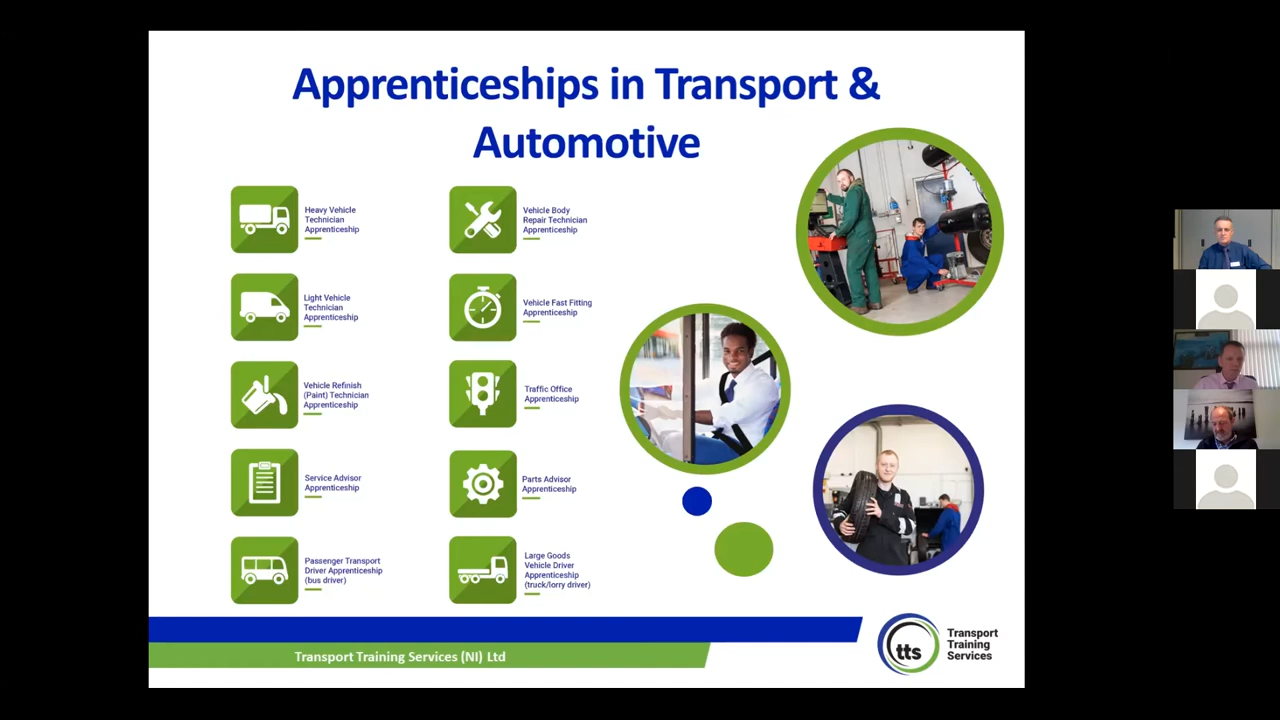 Apprenticeships in Transport &
Automotive
Heavy Vehicle
Technician
Apprenticeship
Vehicle Body
Repair Technician
Apprenticeship
Light Vehicle
Technician
Apprenticeship
Vehicle Fast Fitting
Apprenticeship
Vehicle Refinish
(Paint) Technician
Apprenticeship
Traffic Office
Apprenticeship
Service Advisor
Apprenticeship
Parts Advisor
Apprenticeship
Passenger Transport
Driver Apprenticeship
(bus driver)
Large Goods
Vehicle Driver
Apprenticeship
(truck/lorry driver)
Transport Training Services (NI) Ltd
tts
Transport
Training
Services